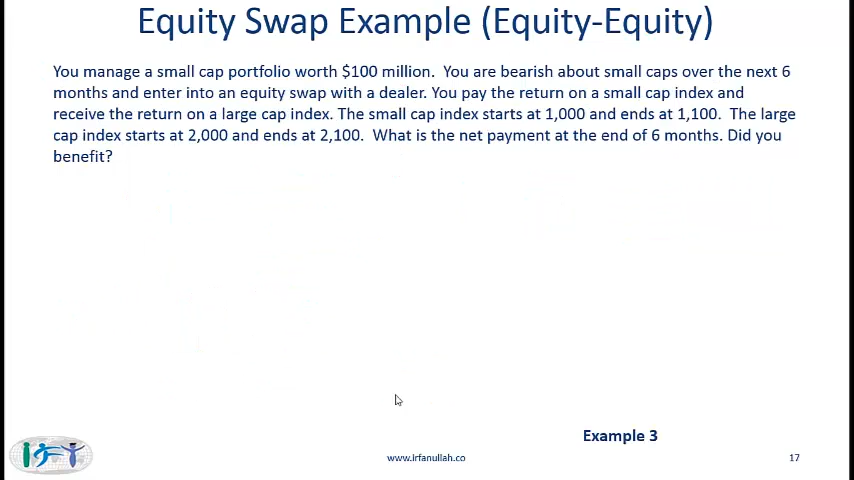 Equity Swap Example (Equity-Equity)
You manage a small cap portfolio worth $100 million. You are bearish about small caps over the next 6
months and enter into an equity swap with a dealer. You pay the return on a small cap index and
receive the return on a large cap index. The small cap index starts at 1,000 and ends at 1,100. The large
cap index starts at 2,000 and ends at 2,100. What is the net payment at the end of 6 months. Did you
benefit?
Example 3
www.irfanullah.co
17